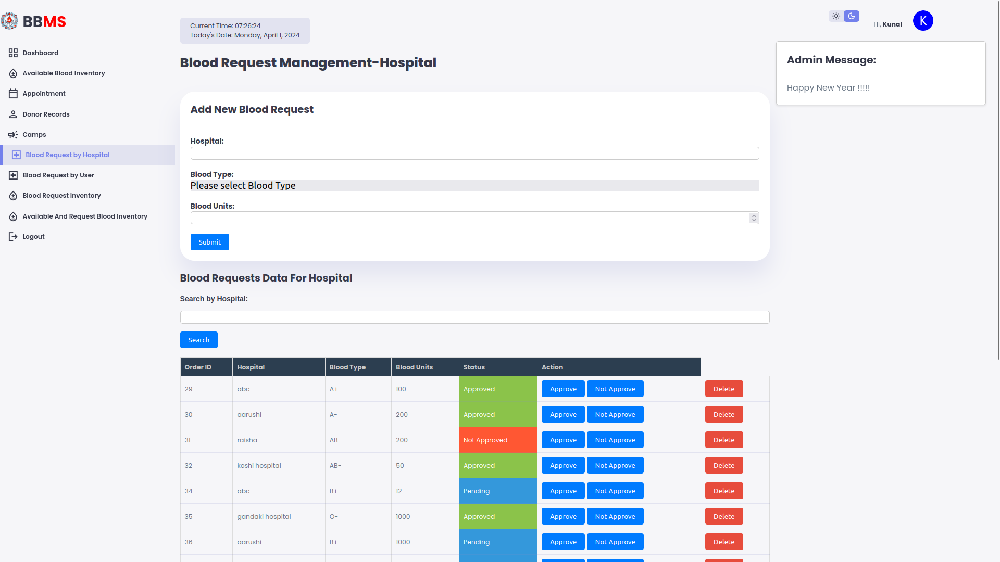 BBMS
Dashboard
Available Blood Inventory
Appointment
Donor Records
Camps
Blood Request by Hospital
Blood Request by User
Blood Request Inventory
Available And Request Blood Inventory
Logout
Current Time: 07:26:24
Today's Date: Monday, April 1, 2024
Hi, Kunal
K
Blood Request Management-Hospital
Add New Blood Request
Hospital:
Blood Type:
Please select Blood Type
Blood Units:
Submit
Blood Requests Data For Hospital
Search by Hospital:
Search
Order ID Hospital Blood Type Blood Units Status Action
29 abc A+ 100 Approved Approve Not Approve Delete
30 aarushi A- 200 Approved Approve Not Approve Delete
31 raisha AB- 200 Not Approved Approve Not Approve Delete
32 koshi hospital AB- 50 Approved Approve Not Approve Delete
34 abc B+ 12 Pending Approve Not Approve Delete
35 gandaki hospital O- 1000 Approved Approve Not Approve Delete
36 aarushi B+ 1000 Pending Approve Not Approve Delete
Admin Message:
Happy New Year !!!!!